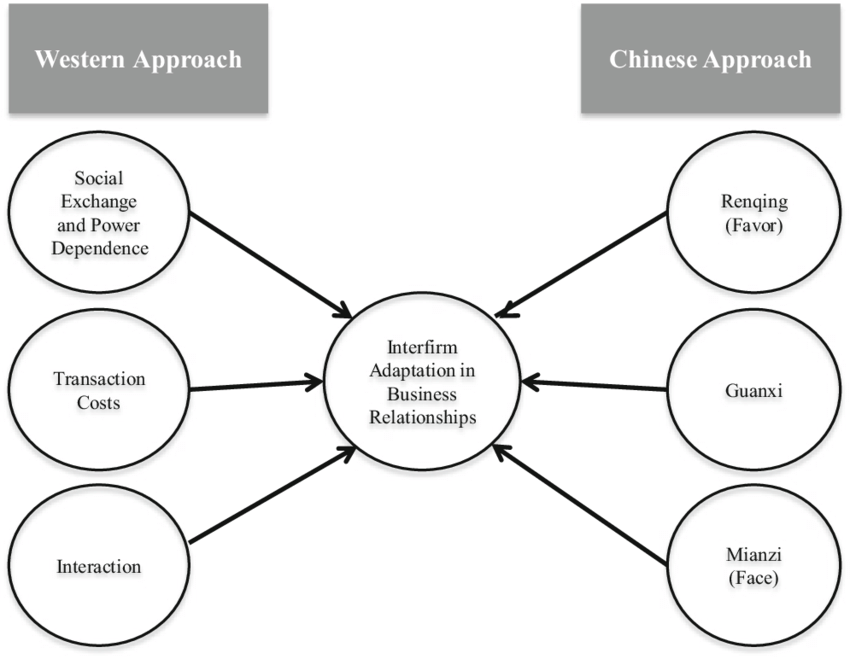 Western Approach
Chinese Approach
Social
Exchange
and Power
Dependence
Renqing
(Favor)
Interfirm
Adaptation in
Business
Relationships
Transaction
Costs
Guanxi
Interaction
Mianzi
(Face)